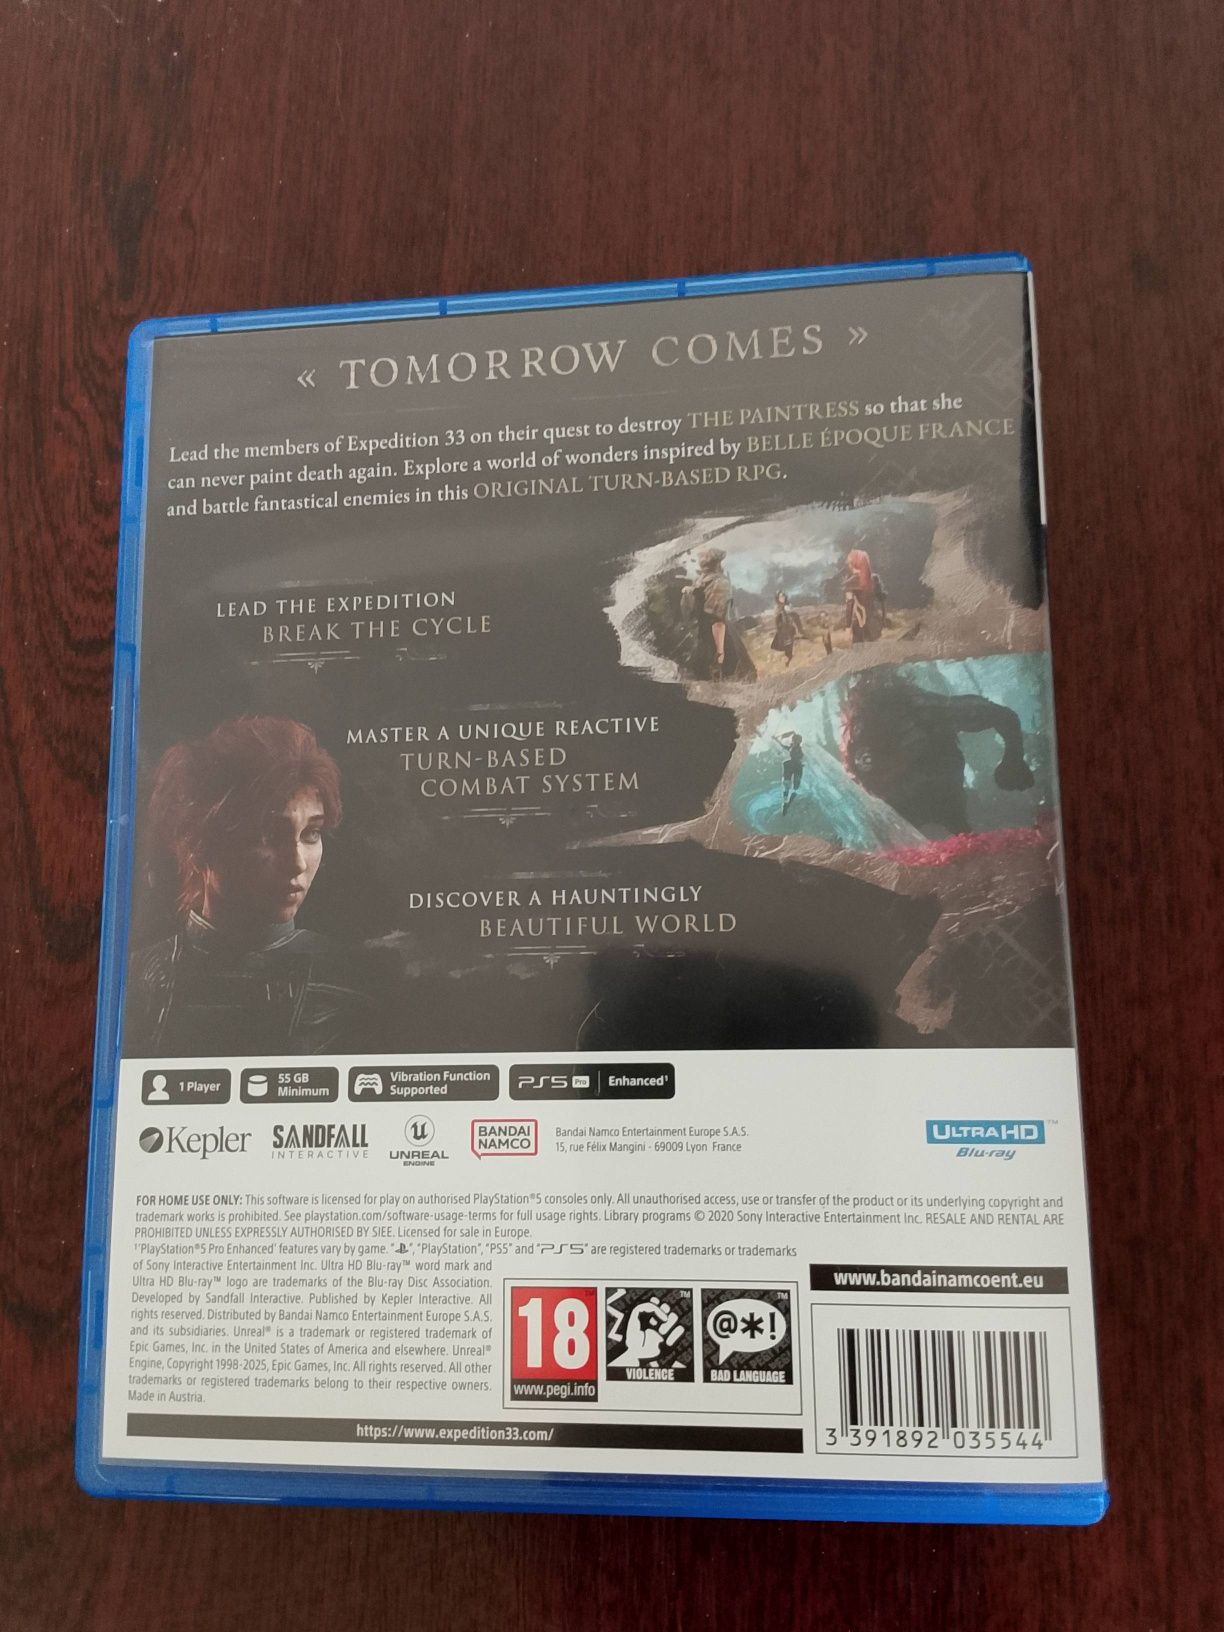 « TOMORROW COMES »
Lead the members of Expedition 33 on their quest to destroy THE PAINTRESS so that she
can never paint death again. Explore a world of wonders inspired by BELLE ÉPOQUE FRANCE
and battle fantastical enemies in this ORIGINAL TURN-BASED RPG.
LEAD THE EXPEDITION
BREAK THE CYCLE
MASTER A UNIQUE REACTIVE
TURN-BASED
COMBAT SYSTEM
DISCOVER A HAUNTINGLY
BEAUTIFUL WORLD
1 Player
55 GB
Minimum
Vibration Function
Supported
PS5 Pro Enhanced¹
Kepler
SANDFALL
INTERACTIVE
UNREAL
ENGINE
BANDAI
NAMCO
Bandai Namco Entertainment Europe S.A.S.
15, rue Félix Mangini - 69009 Lyon France
ULTRA HD™
Blu-ray
FOR HOME USE ONLY: This software is licensed for play on authorised PlayStation®5 consoles only. All unauthorised access, use or transfer of the product or its underlying copyright and
trademark works is prohibited. See playstation.com/software-usage-terms for full usage rights. Library programs © 2020 Sony Interactive Entertainment Inc. RESALE AND RENTAL ARE
PROHIBITED UNLESS EXPRESSLY AUTHORISED BY SIEE. Licensed for sale in Europe.
¹'PlayStation®5 Pro Enhanced' features vary by game. "", "PlayStation", "PS5" and "PS5" are registered trademarks or trademarks
of Sony Interactive Entertainment Inc. Ultra HD Blu-ray™ word mark and
Ultra HD Blu-ray™ logo are trademarks of the Blu-ray Disc Association.
Developed by Sandfall Interactive. Published by Kepler Interactive. All
rights reserved. Distributed by Bandai Namco Entertainment Europe S.A.S.
and its subsidiaries. Unreal® is a trademark or registered trademark of
Epic Games, Inc. in the United States of America and elsewhere. Unreal®
Engine, Copyright 1998-2025, Epic Games, Inc. All rights reserved. All other
trademarks or registered trademarks belong to their respective owners.
Made in Austria.
https://www.expedition33.com/
18
www.pegi.info
VIOLENCE
@*!
BAD LANGUAGE
www.bandainamcoent.eu
3 391892 035544